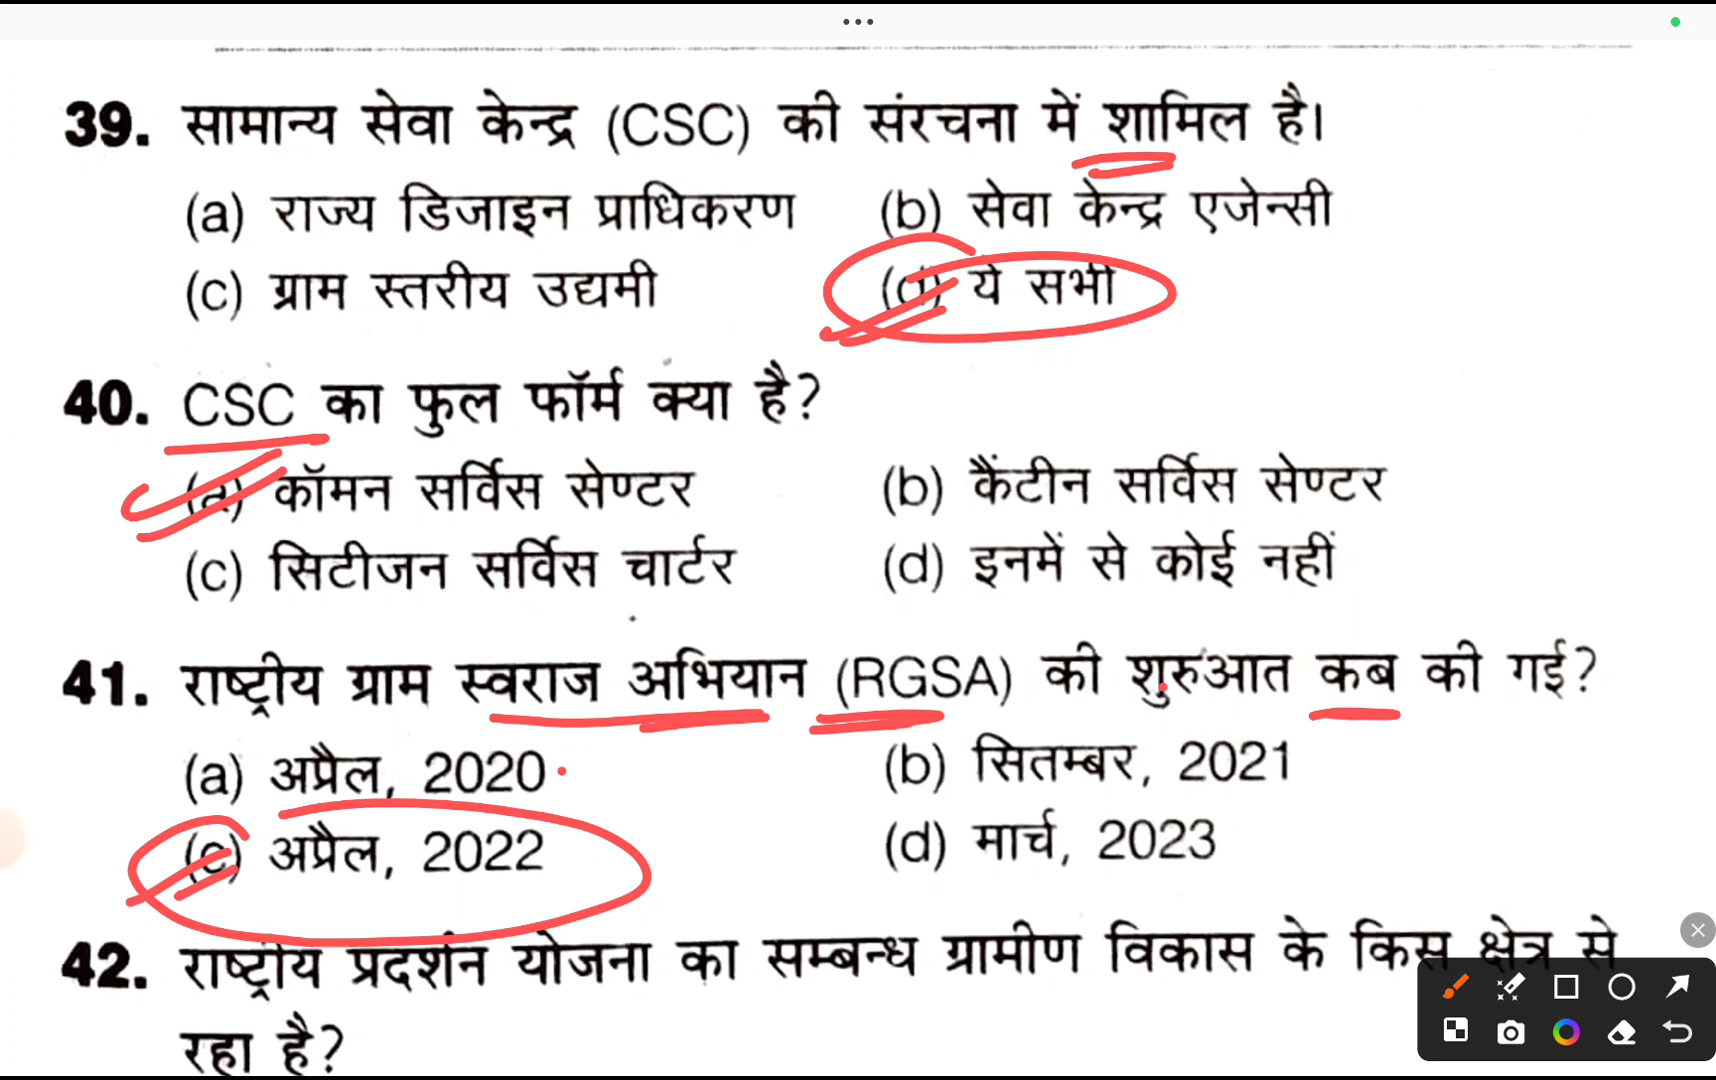 39. सामान्य सेवा केन्द्र (CSC) की संरचना में शामिल है।
(a) राज्य डिजाइन प्राधिकरण (b) सेवा केन्द्र एजेन्सी
(c) ग्राम स्तरीय उद्यमी (d) ये सभी
40. CSC का फुल फॉर्म क्या है?
(a) कॉमन सर्विस सेण्टर (b) कैंटीन सर्विस सेण्टर
(c) सिटीजन सर्विस चार्टर (d) इनमें से कोई नहीं
41. राष्ट्रीय ग्राम स्वराज अभियान (RGSA) की शुरुआत कब की गई?
(a) अप्रैल, 2020 (b) सितम्बर, 2021
(c) अप्रैल, 2022 (d) मार्च, 2023
42. राष्ट्रीय प्रदर्शन योजना का सम्बन्ध ग्रामीण विकास के किस क्षेत्र से
रहा है?